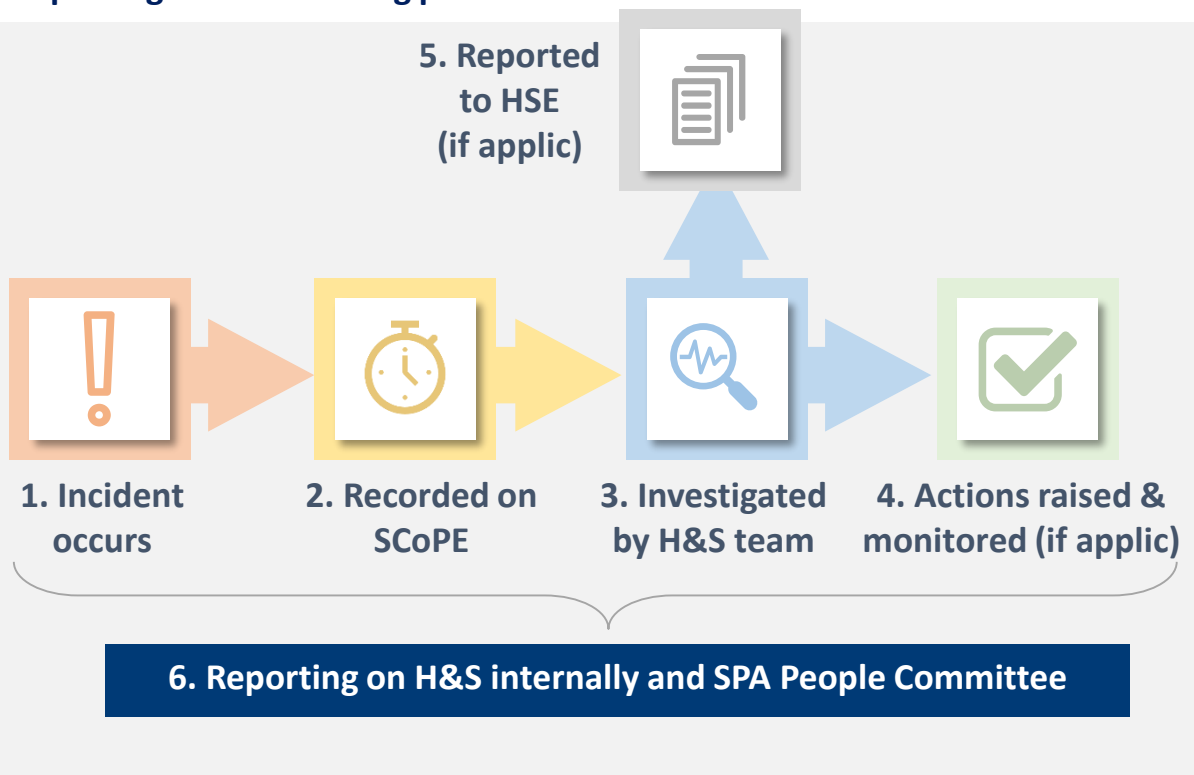 5. Reported
to HSE
(if applic)
1. Incident
occurs
2. Recorded on
SCoPE
3. Investigated
by H&S team
4. Actions raised &
monitored (if applic)
6. Reporting on H&S internally and SPA People Committee